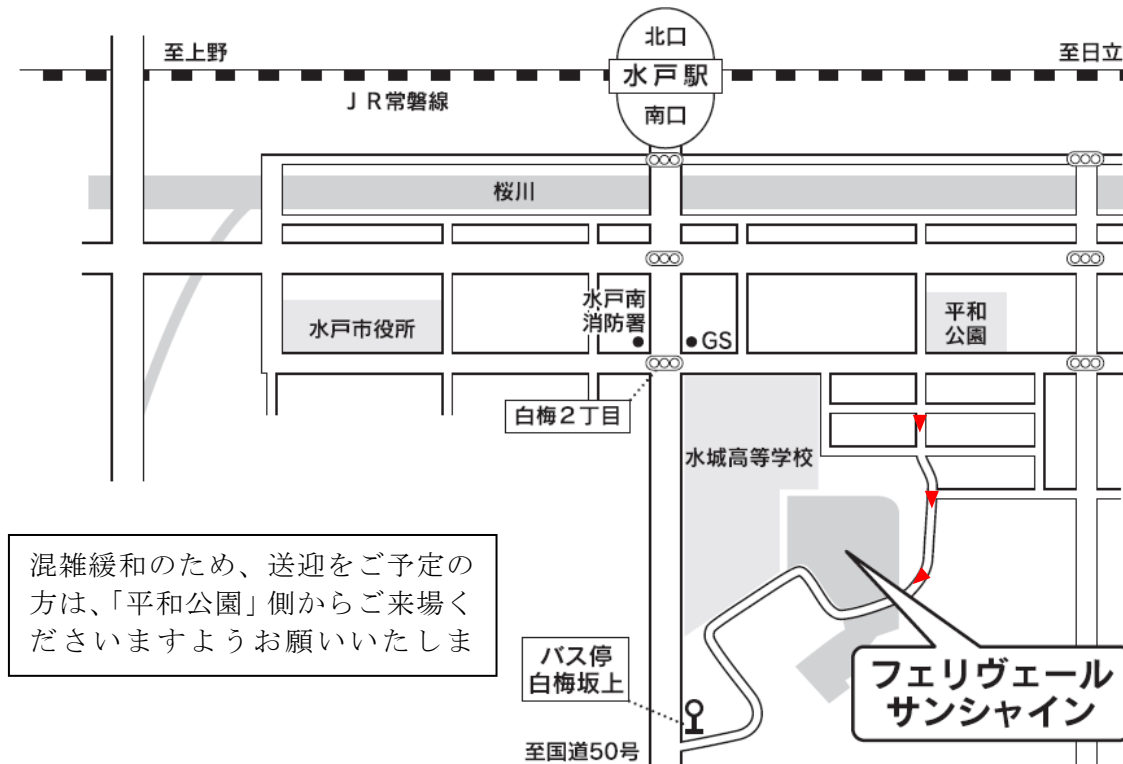 至上野
北口
水戸駅
南口
至日立
JR常磐線
桜川
水戸南
消防署
GS
水戸市役所
平和
公園
白梅2丁目
水城高等学校
混雑緩和のため、送迎をご予定の
方は、「平和公園」側からご来場く
ださいますようお願いいたしま
バス停
白梅坂上
フェリヴェール
サンシャイン
至国道50号